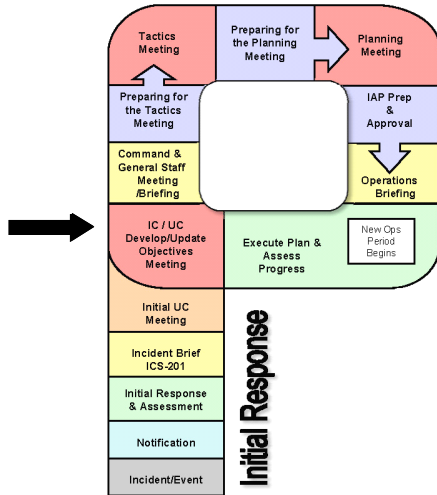 Tactics
Meeting
Preparing for
the Planning
Meeting
Planning
Meeting
Preparing for
the Tactics
Meeting
IAP Prep
&
Approval
Command &
General Staff
Meeting
/Briefing
Operations
Briefing
IC / UC
Develop/Update
Objectives
Meeting
Execute Plan &
Assess
Progress
New Ops
Period
Begins
Initial UC
Meeting
Incident Brief
ICS-201
Initial Response
& Assessment
Notification
Incident/Event
Initial Response